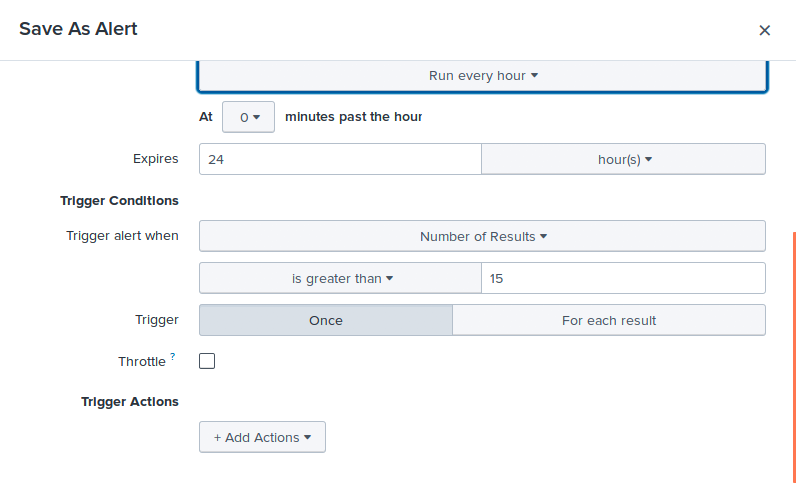 Save As Alert
×
Run every hour
At 0 minutes past the hour
Expires 24 hour(s)
Trigger Conditions
Trigger alert when Number of Results
is greater than 15
Trigger Once For each result
Throttle ?
Trigger Actions
+ Add Actions